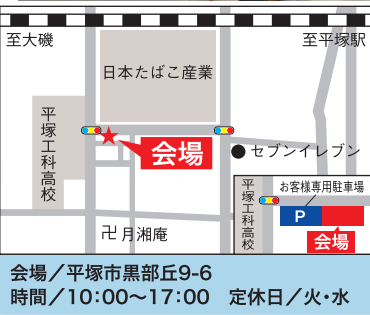 至大磯
至平塚駅
日本たばこ産業
平塚工科高校
会場
セブンイレブン
卍月湘庵
平塚工科高校
お客様専用駐車場
P
会場
会場／平塚市黒部丘9-6
時間／10：00〜17：00　定休日／火・水